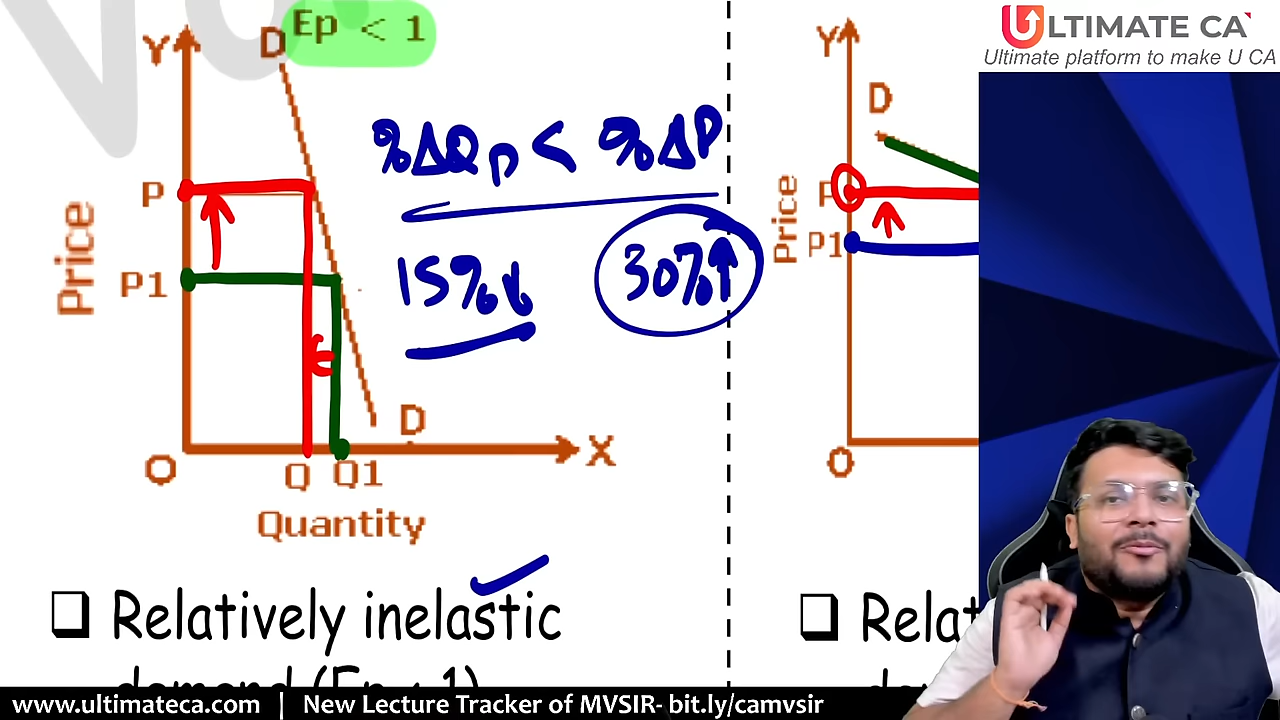 ULTIMATE CA
Ultimate platform to make U CA
Ep < 1
Y
D
%ΔQD < %ΔP
P
Price
P1
15%↓
30%↑
D
O
Q
Q1
X
Quantity
Relatively inelastic
Y
D
P
Price
P1
O
Relat
www.ultimateca.com | New Lecture Tracker of MVSIR- bit.ly/camvsir